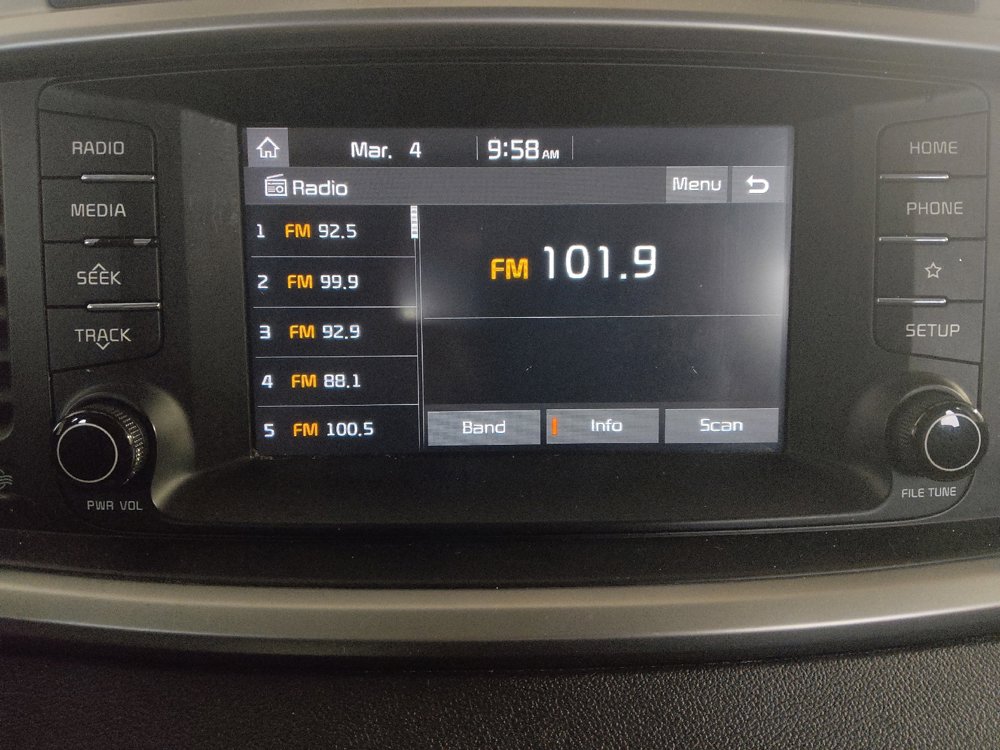 RADIO
MEDIA
SEEK
TRACK
PWR VOL
Mar. 4 9:58 AM
Radio Menu
1 FM 92.5
2 FM 99.9
3 FM 92.9
4 FM 88.1
5 FM 100.5
FM 101.9
Band Info Scan
HOME
PHONE
SETUP
FILE TUNE